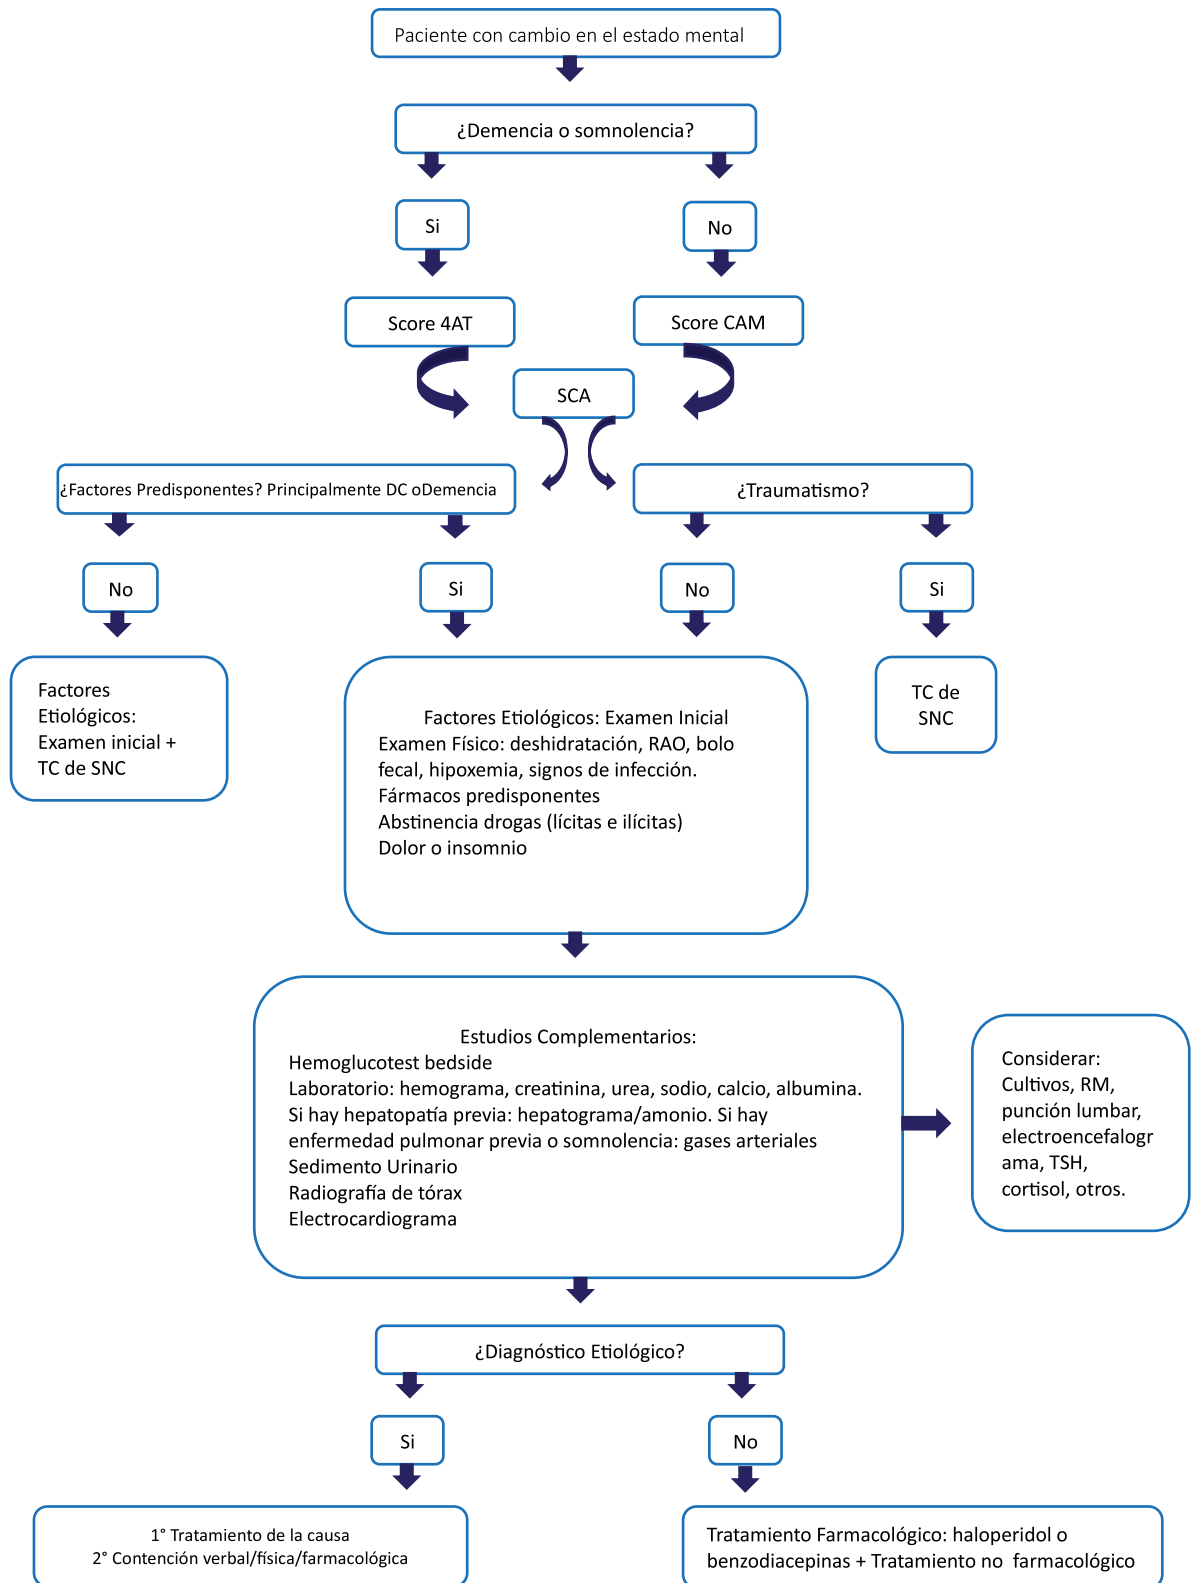 Paciente con cambio en el estado mental
¿Demencia o somnolencia?
Si
No
Score 4AT
Score CAM
SCA
¿Factores Predisponentes? Principalmente DC oDemencia
¿Traumatismo?
No
Si
No
Si
Factores
Etiológicos:
Examen inicial +
TC de SNC
Factores Etiológicos: Examen Inicial
Examen Físico: deshidratación, RAO, bolo
fecal, hipoxemia, signos de infección.
Fármacos predisponentes
Abstinencia drogas (lícitas e ilícitas)
Dolor o insomnio
TC de
SNC
Estudios Complementarios:
Hemoglucotest bedside
Laboratorio: hemograma, creatinina, urea, sodio, calcio, albumina.
Si hay hepatopatía previa: hepatograma/amonio. Si hay
enfermedad pulmonar previa o somnolencia: gases arteriales
Sedimento Urinario
Radiografía de tórax
Electrocardiograma
Considerar:
Cultivos, RM,
punción lumbar,
electroencefalogr
ama, TSH,
cortisol, otros.
¿Diagnóstico Etiológico?
Si
No
1° Tratamiento de la causa
2° Contención verbal/física/farmacológica
Tratamiento Farmacológico: haloperidol o
benzodiacepinas + Tratamiento no farmacológico